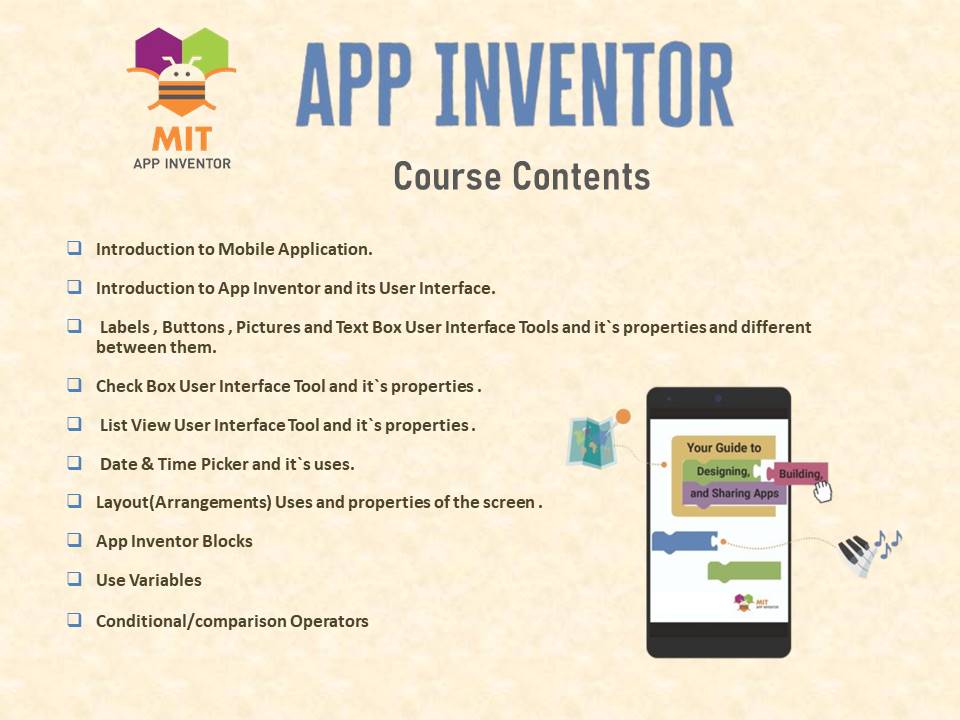 APP INVENTOR
MIT
APP INVENTOR
Course Contents
Introduction to Mobile Application.
Introduction to App Inventor and its User Interface.
Labels , Buttons , Pictures and Text Box User Interface Tools and it`s properties and different
between them.
Check Box User Interface Tool and it`s properties .
List View User Interface Tool and it`s properties .
Date & Time Picker and it`s uses.
Layout(Arrangements) Uses and properties of the screen .
App Inventor Blocks
Use Variables
Conditional/comparison Operators
Your Guide to
Designing,
Building,
and Sharing Apps
MIT
APP INVENTOR